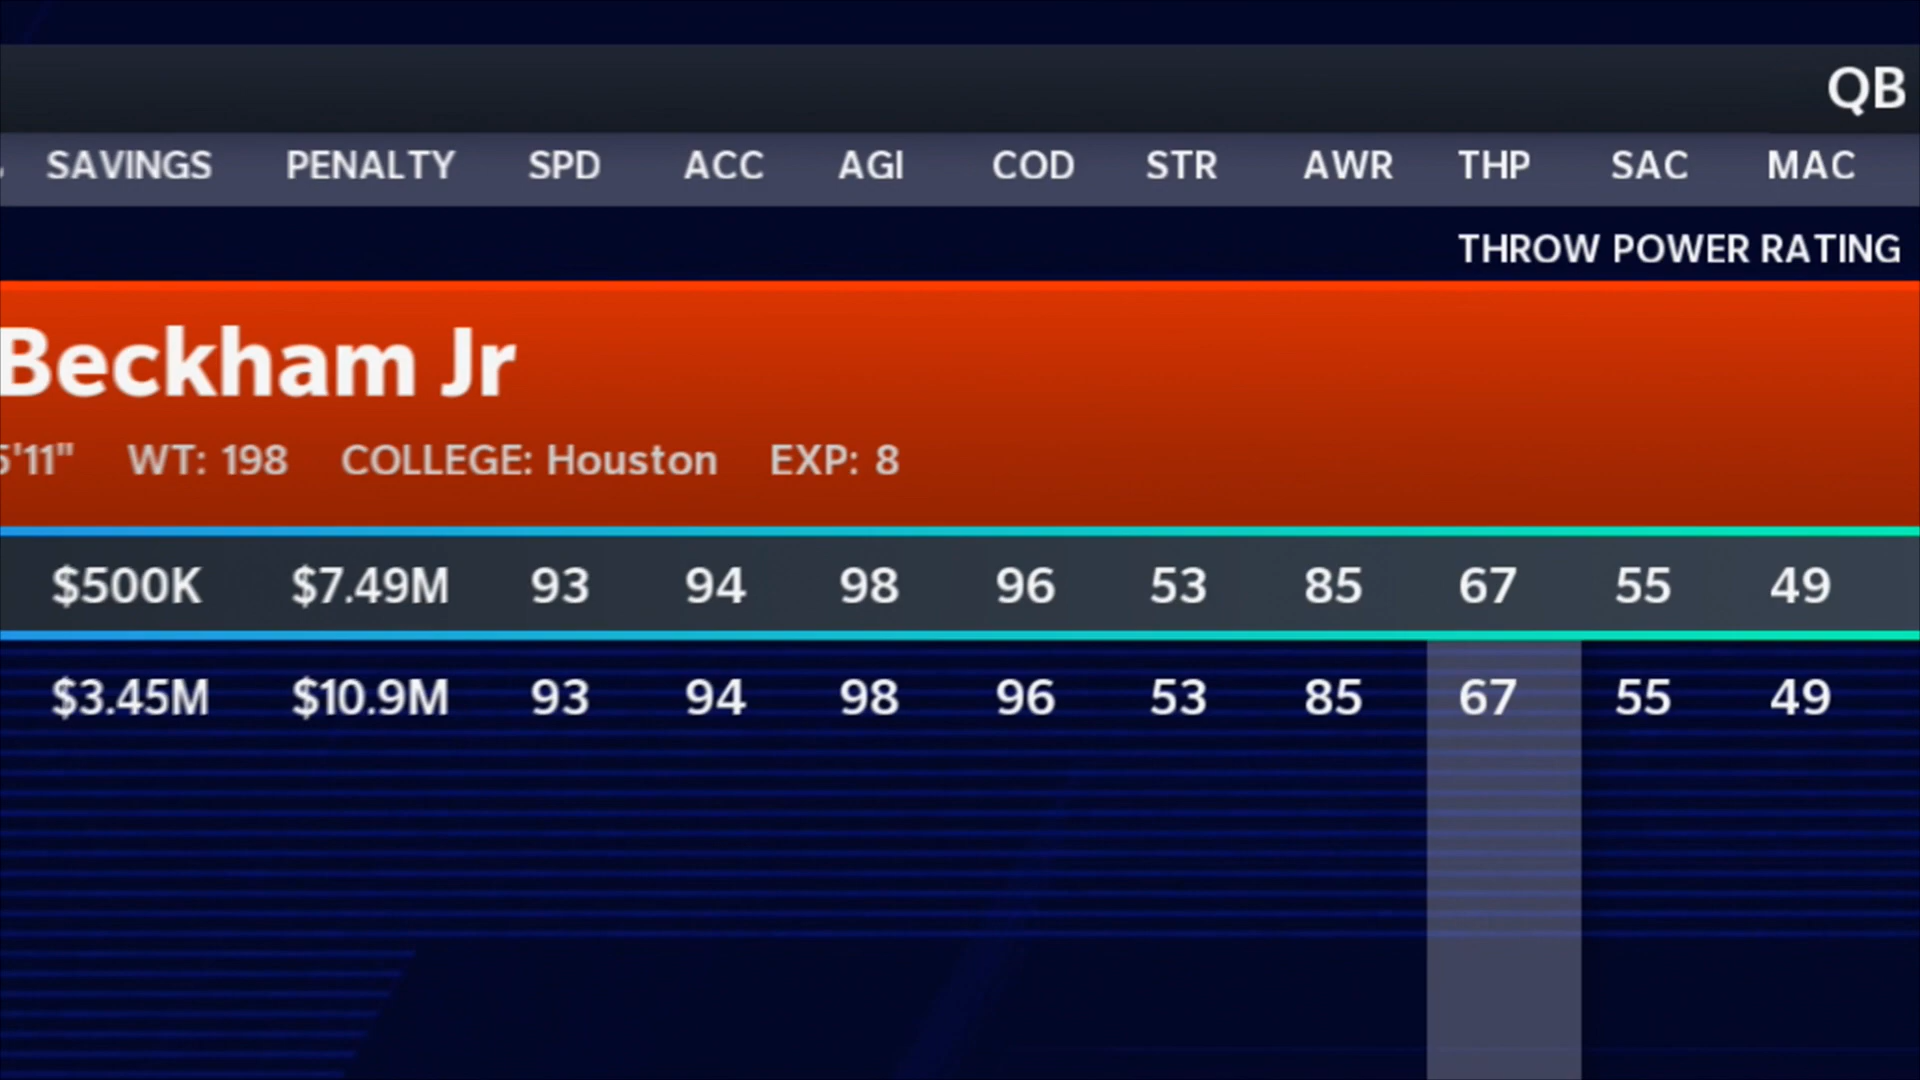 QB
SAVINGS PENALTY SPD ACC AGI COD STR AWR THP SAC MAC
THROW POWER RATING
Beckham Jr
5'11" WT: 198 COLLEGE: Houston EXP: 8
$500K $7.49M 93 94 98 96 53 85 67 55 49
$3.45M $10.9M 93 94 98 96 53 85 67 55 49